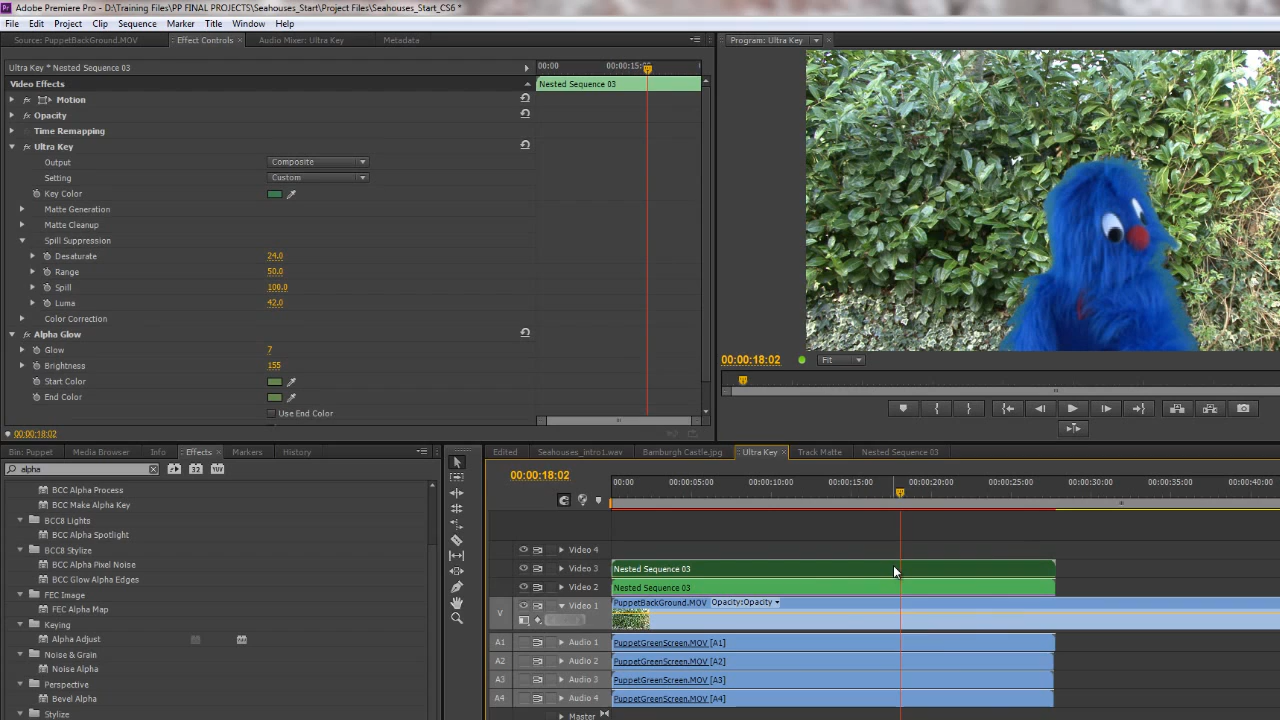 Adobe Premiere Pro - D:\Training Files\PP FINAL PROJECTS\Seahouses_Start\Project Files\Seahouses_Start_CS6 *
File Edit Project Clip Sequence Marker Title Window Help
Source: PuppetBackGround.MOV Effect Controls Audio Mixer: Ultra Key Metadata
Program: Ultra Key
Ultra Key * Nested Sequence 03
00:00 00:00:15:00
Video Effects
Nested Sequence 03
fx Motion
fx Opacity
Time Remapping
fx Ultra Key
Output Composite
Setting Custom
Key Color
Matte Generation
Matte Cleanup
Spill Suppression
Desaturate 24.0
Range 50.0
Spill 100.0
Luma 42.0
Color Correction
fx Alpha Glow
Glow 7
Brightness 155
Start Color
End Color
Use End Color
00:00:18:02
00:00:18:02 Fit
Bin: Puppet Media Browser Info Effects Markers History
alpha
BCC Alpha Process
BCC Make Alpha Key
BCC8 Lights
BCC Alpha Spotlight
BCC8 Stylize
BCC Alpha Pixel Noise
BCC Glow Alpha Edges
FEC Image
FEC Alpha Map
Keying
Alpha Adjust
Noise & Grain
Noise Alpha
Perspective
Bevel Alpha
Stylize
Edited Seahouses_intro1.wav Bamburgh Castle.jpg Ultra Key Track Matte Nested Sequence 03
00:00:18:02
00:00 00:00:05:00 00:00:10:00 00:00:15:00 00:00:20:00 00:00:25:00 00:00:30:00 00:00:35:00 00:00:40:00
Video 4
Video 3 Nested Sequence 03
Video 2 Nested Sequence 03
V Video 1 PuppetBackGround.MOV Opacity:Opacity
A1 Audio 1 PuppetGreenScreen.MOV [A1]
A2 Audio 2 PuppetGreenScreen.MOV [A2]
A3 Audio 3 PuppetGreenScreen.MOV [A3]
A4 Audio 4 PuppetGreenScreen.MOV [A4]
Master